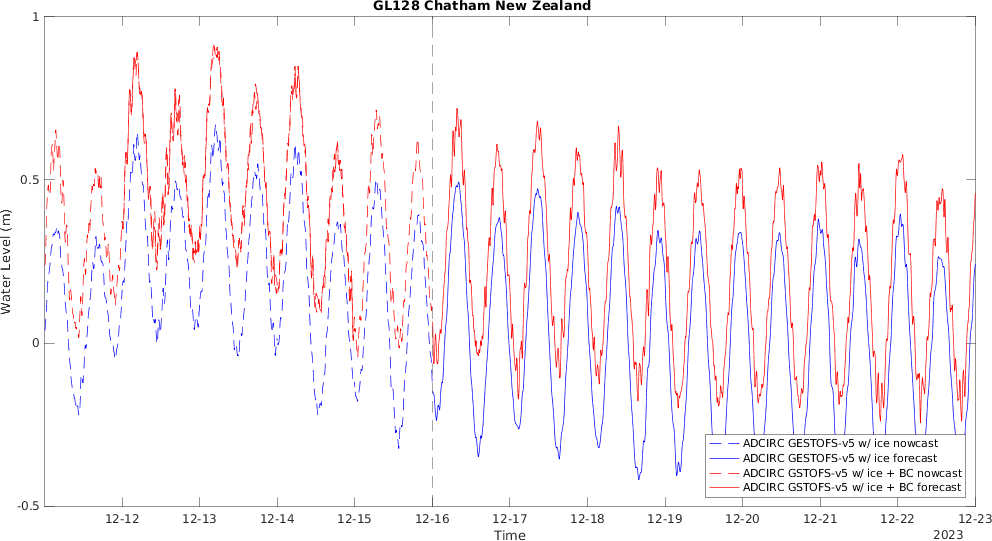 GL128 Chatham New Zealand
1
0.5
0
-0.5
Water Level (m)
12-12
12-13
12-14
12-15
12-16
12-17
12-18
12-19
12-20
12-21
12-22
12-23
Time
2023
ADCIRC GESTOFS-v5 w/ ice nowcast
ADCIRC GESTOFS-v5 w/ ice forecast
ADCIRC GSTOFS-v5 w/ ice + BC nowcast
ADCIRC GSTOFS-v5 w/ ice + BC forecast